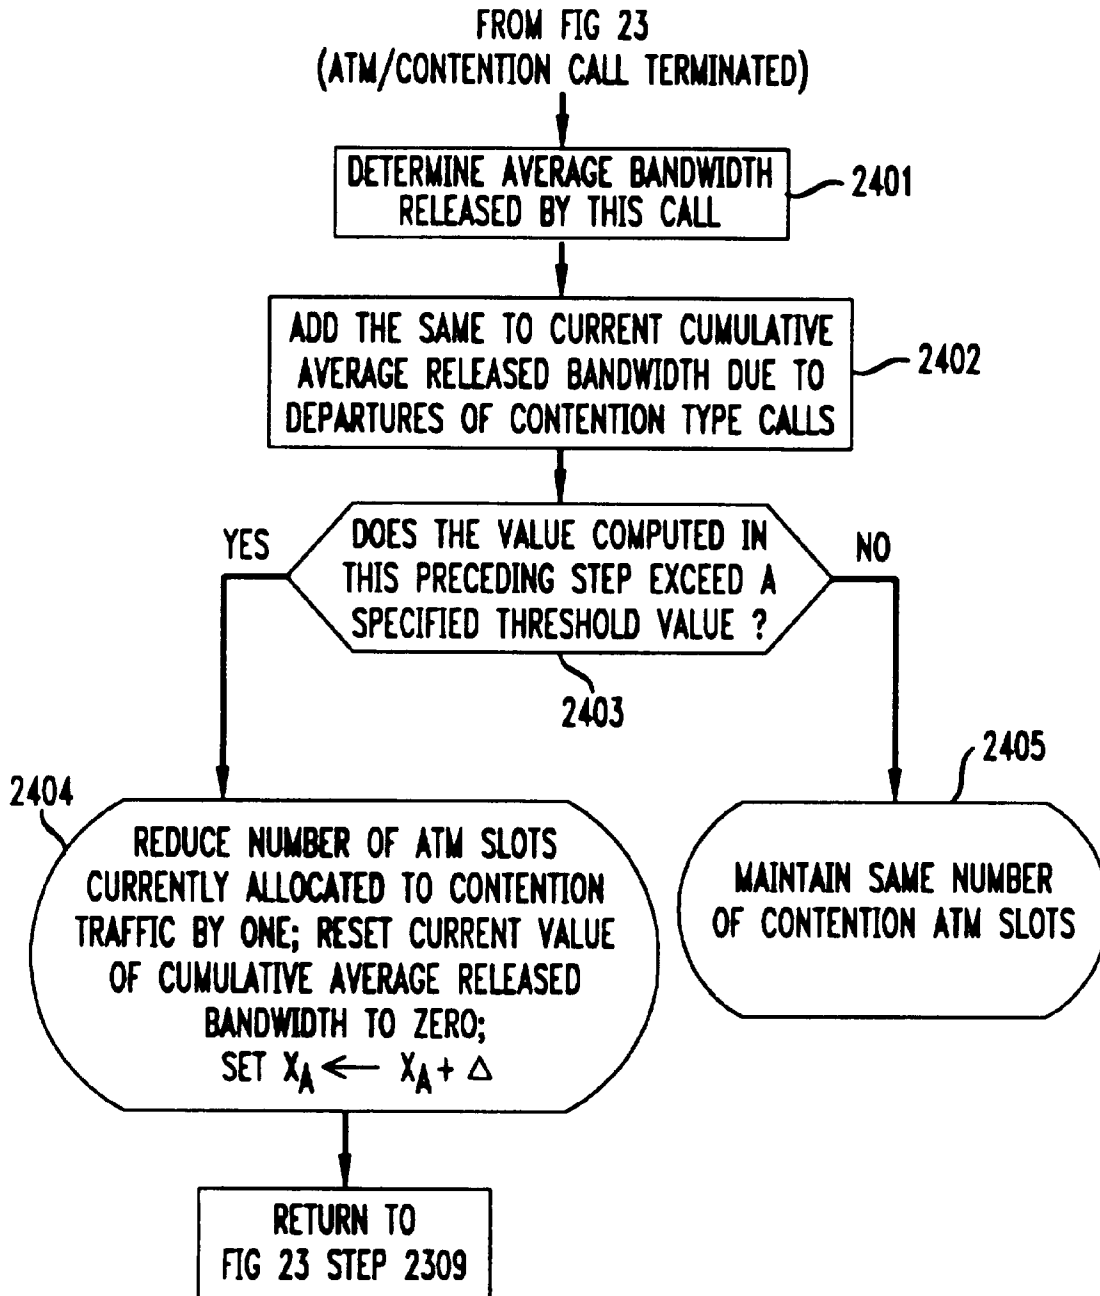 FROM FIG 23
(ATM/CONTENTION CALL TERMINATED)
DETERMINE AVERAGE BANDWIDTH
RELEASED BY THIS CALL
2401
ADD THE SAME TO CURRENT CUMULATIVE
AVERAGE RELEASED BANDWIDTH DUE TO
DEPARTURES OF CONTENTION TYPE CALLS
2402
YES
DOES THE VALUE COMPUTED IN
THIS PRECEDING STEP EXCEED A
SPECIFIED THRESHOLD VALUE ?
NO
2403
2404
REDUCE NUMBER OF ATM SLOTS
CURRENTLY ALLOCATED TO CONTENTION
TRAFFIC BY ONE; RESET CURRENT VALUE
OF CUMULATIVE AVERAGE RELEASED
BANDWIDTH TO ZERO;
SET X_A ← X_A + Δ
2405
MAINTAIN SAME NUMBER
OF CONTENTION ATM SLOTS
RETURN TO
FIG 23 STEP 2309